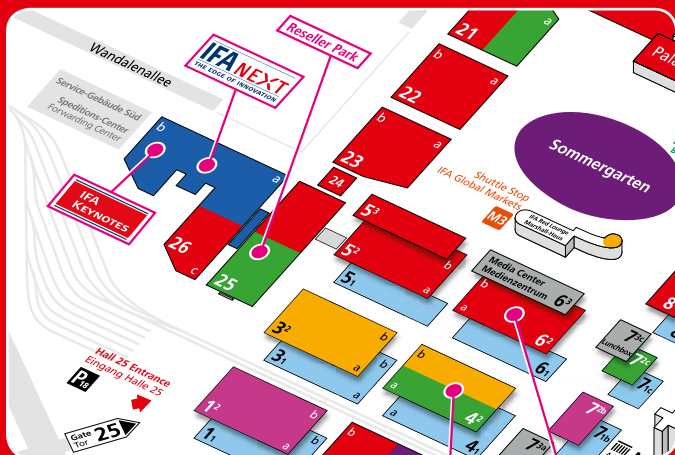 Wandalenallee
Service-Gebäude Süd
Speditions-Center
Forwarding Center
IFA NEXT
THE EDGE OF INNOVATION
Reseller Park
21
a
b
22
a
b
23
a
24
Pala
Sommergarten
Shuttle Stop
IFA Global Markets
M3
IFA Red Lounge
Marshall-Haus
b
a
IFA
KEYNOTES
26
c
25
5³
5²
b
a
5₁
b
Media Center
Medienzentrum
6³
b
6²
a
6₁
b
8
7³ᶜ
Lunchbox
7²ᶜ
7₁ᶜ
3²
b
a
3₁
b
b
a
4²
4₁
a
7²ᵇ
7₁ᵇ
7³ᵃ
1²
b
a
1₁
b
b
Hall 25 Entrance
Eingang Halle 25
P
18
Gate
Tor
25